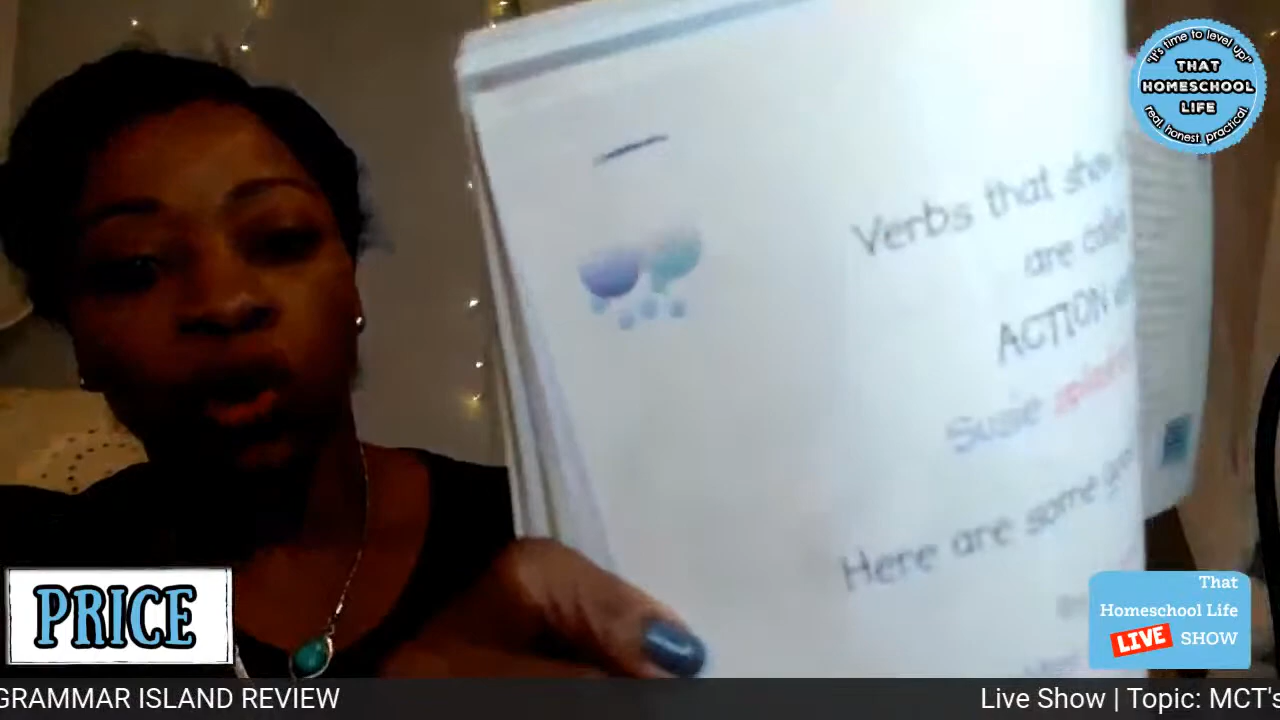 "it's time to level up!"
THAT
HOMESCHOOL
LIFE
real. honest. practical.
Verbs that show
are
ACTION
Susie
Here are some
PRICE
That
Homeschool Life
LIVE SHOW
GRAMMAR ISLAND REVIEW
Live Show | Topic: MCT's